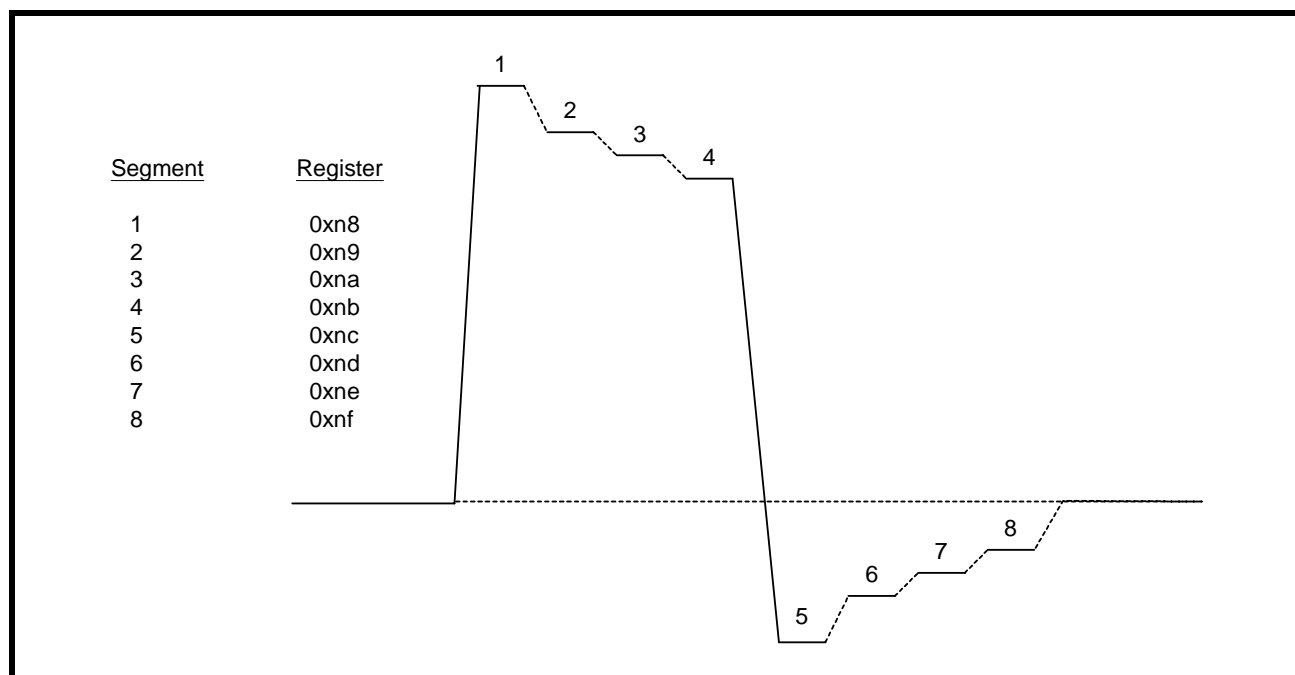 Segment Register
1 0xn8
2 0xn9
3 0xna
4 0xnb
5 0xnc
6 0xnd
7 0xne
8 0xnf
1
2
3
4
5
6
7
8